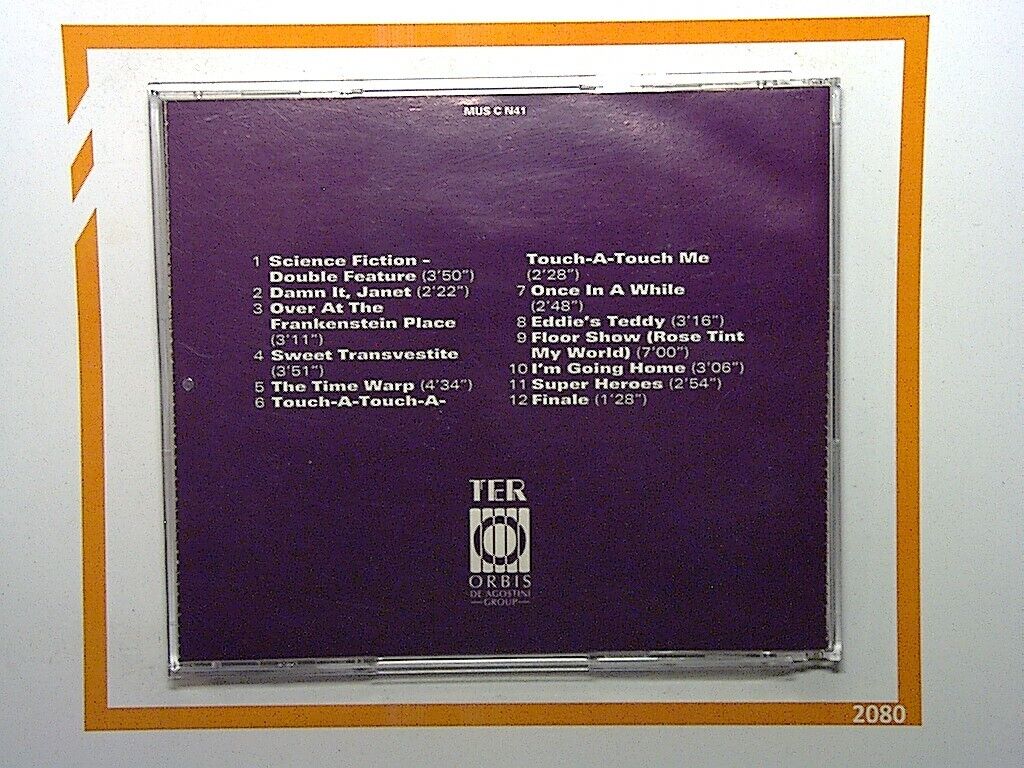 MUS C N41
1 Science Fiction –
Double Feature (3'50")
2 Damn It, Janet (2'22")
3 Over At The
Frankenstein Place
(3'11")
4 Sweet Transvestite
(3'51")
5 The Time Warp (4'34")
6 Touch-A-Touch-A-
Touch-A-Touch Me
(2'28")
7 Once In A While
(2'48")
8 Eddie's Teddy (3'16")
9 Floor Show (Rose Tint
My World) (7'00")
10 I'm Going Home (3'06")
11 Super Heroes (2'54")
12 Finale (1'28")
TER
ORBIS
DE AGOSTINI
—GROUP—
2080